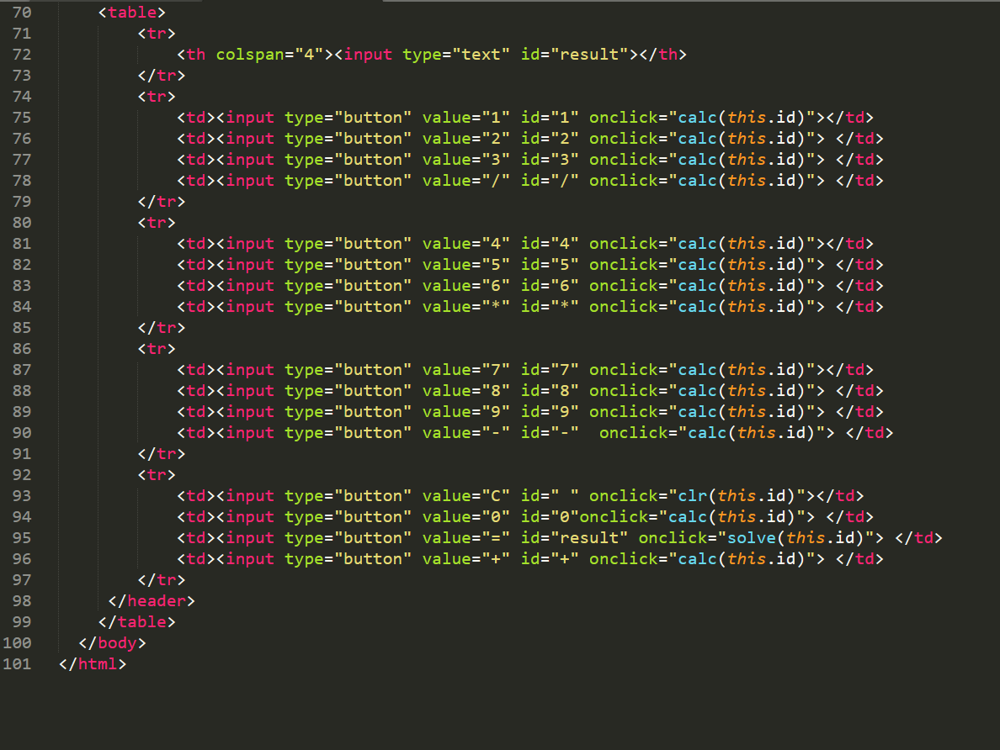 70 <table>
71 <tr>
72 <th colspan="4"><input type="text" id="result"></th>
73 </tr>
74 <tr>
75 <td><input type="button" value="1" id="1" onclick="calc(this.id)"></td>
76 <td><input type="button" value="2" id="2" onclick="calc(this.id)"> </td>
77 <td><input type="button" value="3" id="3" onclick="calc(this.id)"> </td>
78 <td><input type="button" value="/" id="/" onclick="calc(this.id)"> </td>
79 </tr>
80 <tr>
81 <td><input type="button" value="4" id="4" onclick="calc(this.id)"></td>
82 <td><input type="button" value="5" id="5" onclick="calc(this.id)"> </td>
83 <td><input type="button" value="6" id="6" onclick="calc(this.id)"> </td>
84 <td><input type="button" value="*" id="*" onclick="calc(this.id)"> </td>
85 </tr>
86 <tr>
87 <td><input type="button" value="7" id="7" onclick="calc(this.id)"></td>
88 <td><input type="button" value="8" id="8" onclick="calc(this.id)"> </td>
89 <td><input type="button" value="9" id="9" onclick="calc(this.id)"> </td>
90 <td><input type="button" value="-" id="-"  onclick="calc(this.id)"> </td>
91 </tr>
92 <tr>
93 <td><input type="button" value="C" id=" " onclick="clr(this.id)"></td>
94 <td><input type="button" value="0" id="0"onclick="calc(this.id)"> </td>
95 <td><input type="button" value="=" id="result" onclick="solve(this.id)"> </td>
96 <td><input type="button" value="+" id="+" onclick="calc(this.id)"> </td>
97 </tr>
98 </header>
99 </table>
100 </body>
101 </html>